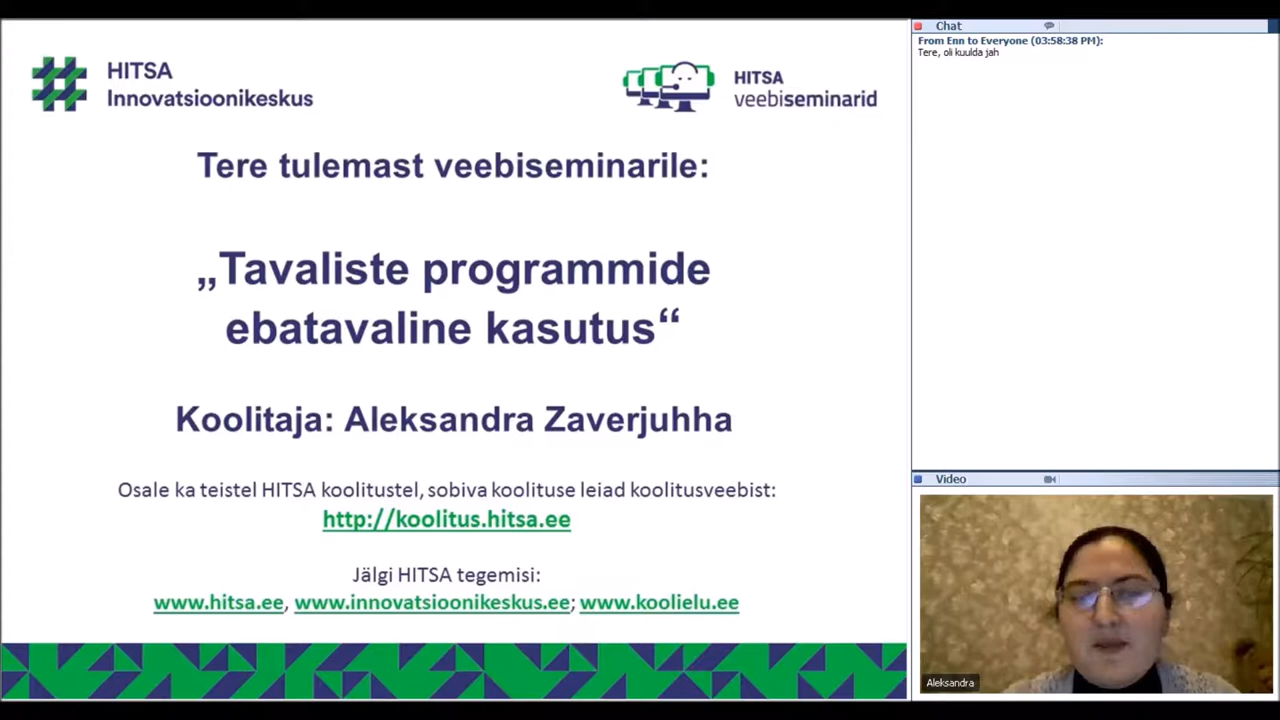 HITSA
Innovatsioonikeskus
HITSA
veebiseminarid
Tere tulemast veebiseminarile:
„Tavaliste programmide
ebatavaline kasutus“
Koolitaja: Aleksandra Zaverjuhha
Osale ka teistel HITSA koolitustel, sobiva koolituse leiad koolitusveebist:
http://koolitus.hitsa.ee
Jälgi HITSA tegemisi:
www.hitsa.ee, www.innovatsioonikeskus.ee; www.koolielu.ee
Chat
From Enn to Everyone (03:58:38 PM):
Tere, oli kuulda jah
Video
Aleksandra